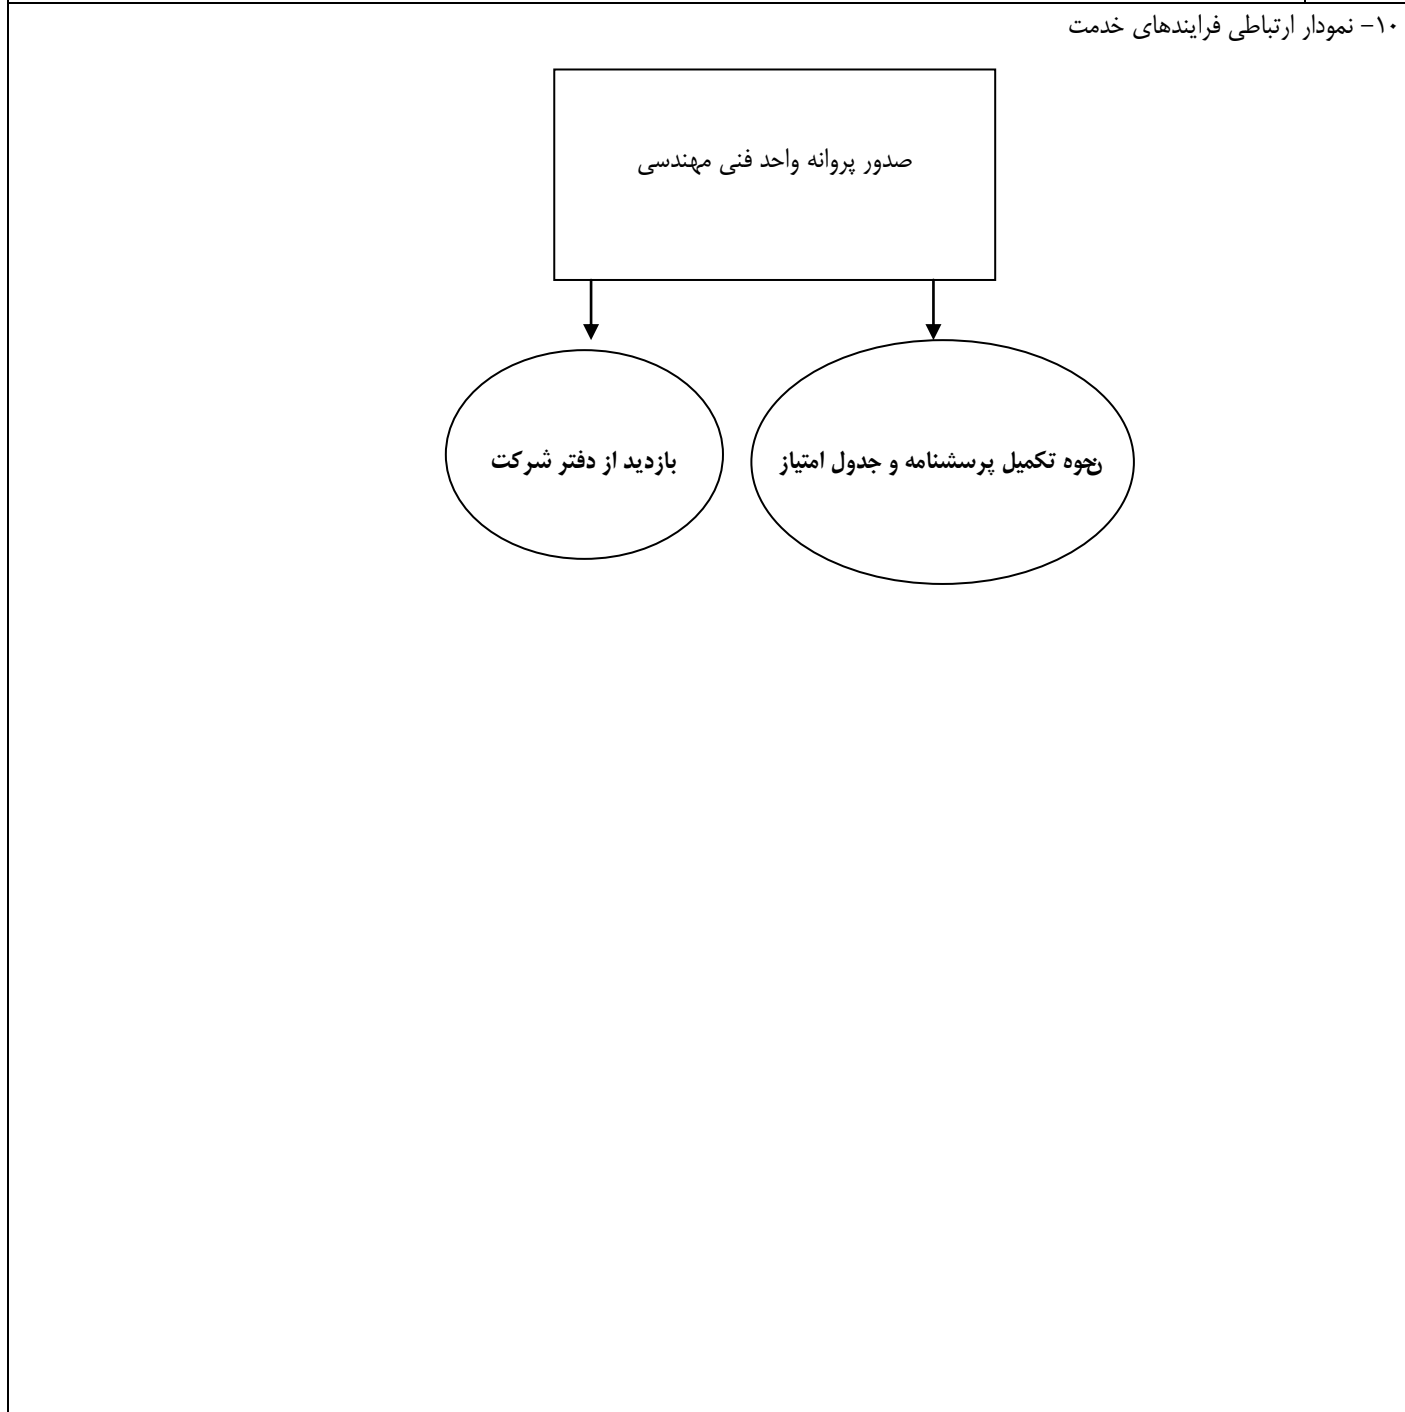 ۱۰- نمودار ارتباطی فرایندهای خدمت
صدور پروانه واحد فنی مهندسی
نحوه تکمیل پرسشنامه و جدول امتیاز
بازدید از دفتر شرکت